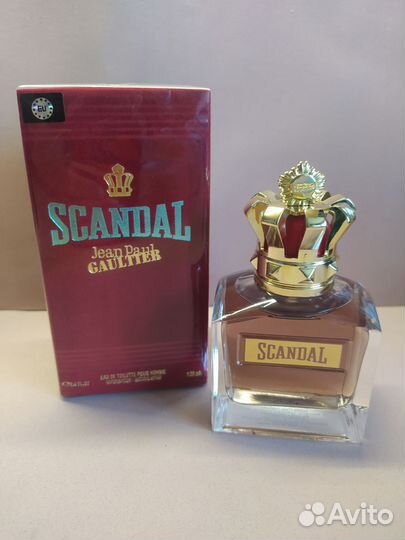 EU
SCANDAL
Jean Paul
GAULTIER
EAU DE TOILETTE POUR HOMME
SCANDAL
Avito